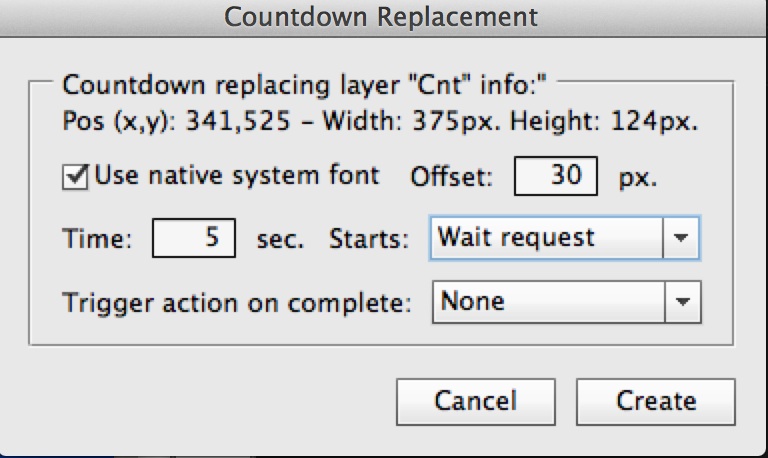 Countdown Replacement
Countdown replacing layer "Cnt" info:"
Pos (x,y): 341,525 – Width: 375px. Height: 124px.
Use native system font Offset: 30 px.
Time: 5 sec. Starts: Wait request
Trigger action on complete: None
Cancel Create